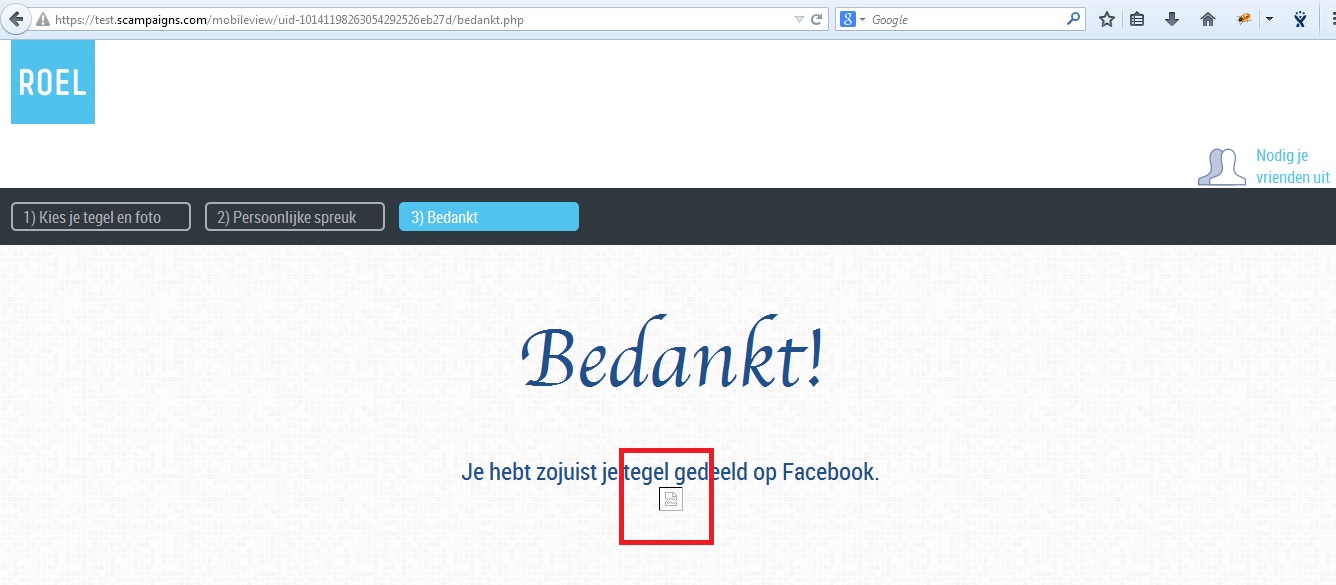 https://test.scampaigns.com/mobileview/uid-10141198263054292526eb27d/bedankt.php
8 Google
ROEL
Nodig je
vrienden uit
1) Kies je tegel en foto
2) Persoonlijke spreuk
3) Bedankt
Bedankt!
Je hebt zojuist je tegel gedeeld op Facebook.